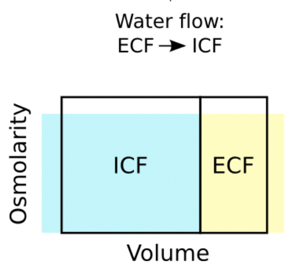 Water flow:
ECF → ICF
Osmolarity
ICF
ECF
Volume